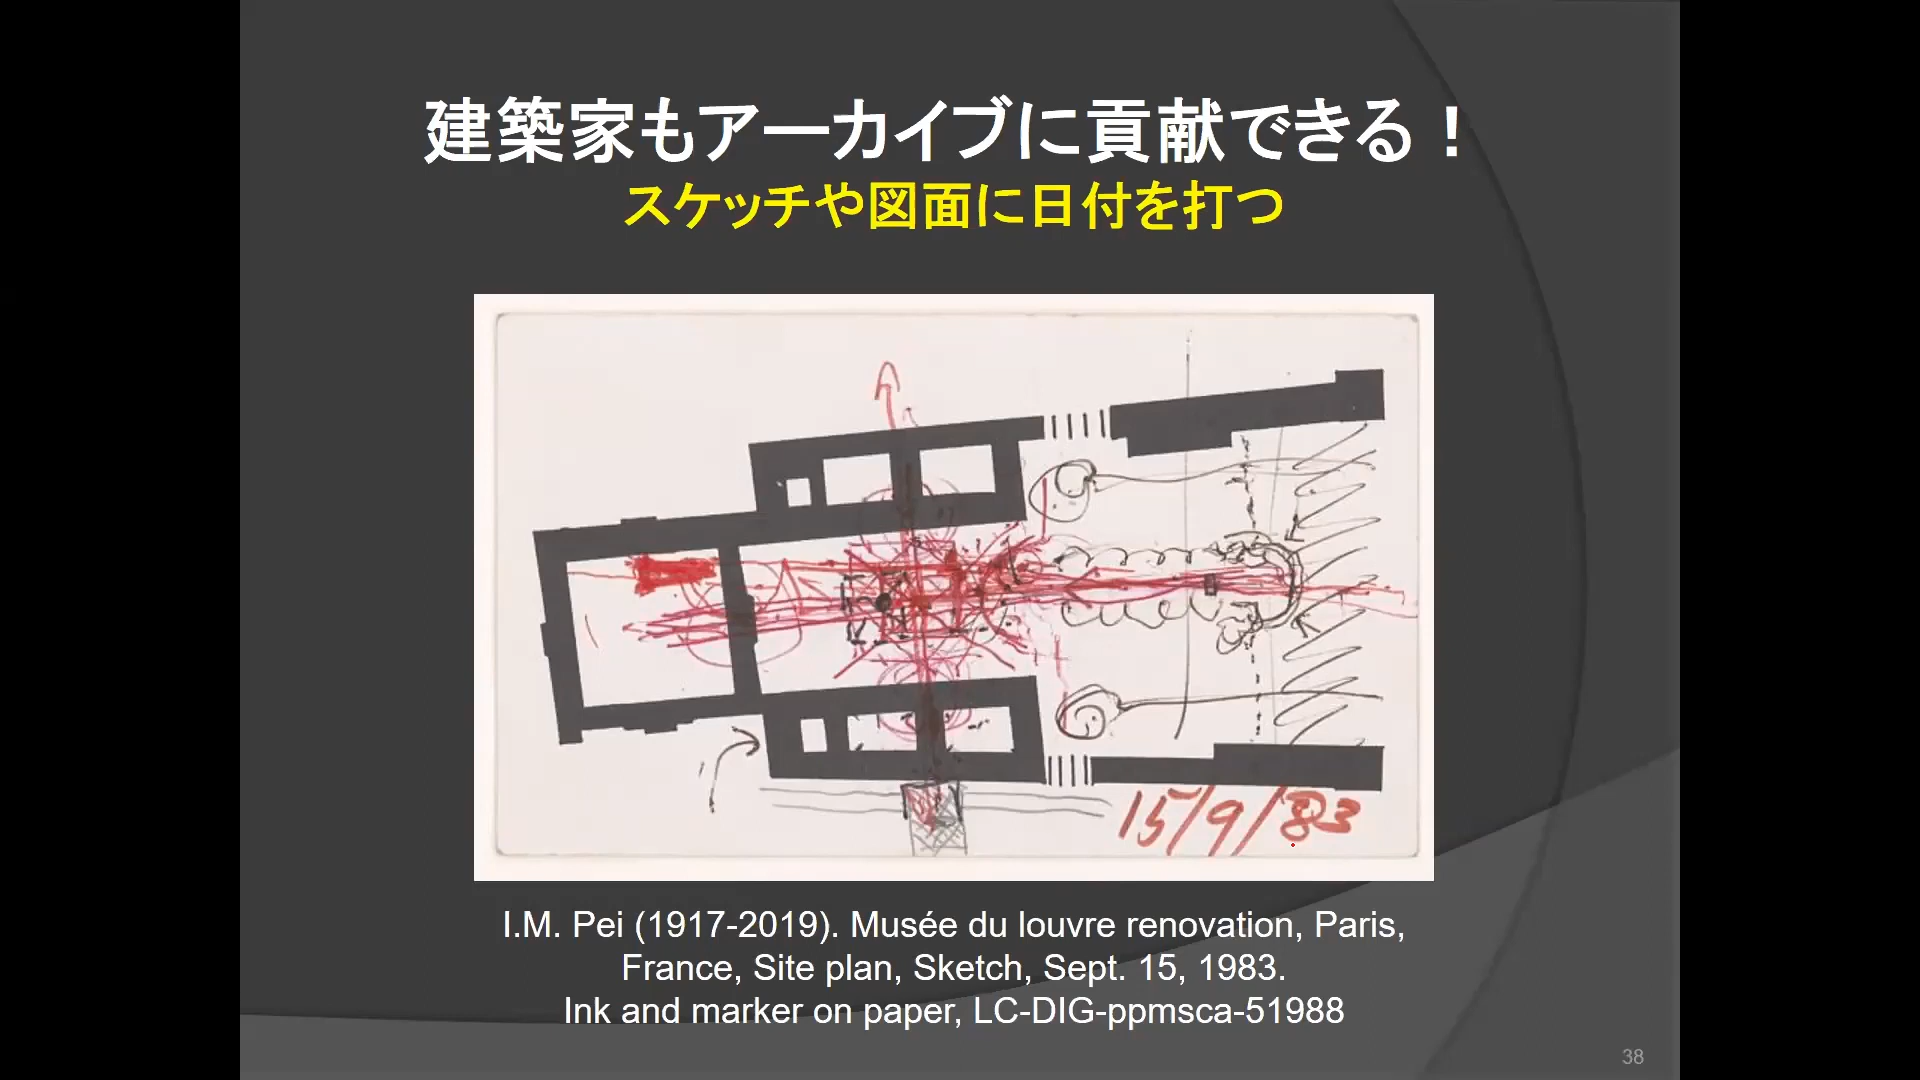 建築家もアーカイブに貢献できる！
スケッチや図面に日付を打つ
15/9/83
I.M. Pei (1917-2019). Musée du louvre renovation, Paris,
France, Site plan, Sketch, Sept. 15, 1983.
Ink and marker on paper, LC-DIG-ppmsca-51988
38